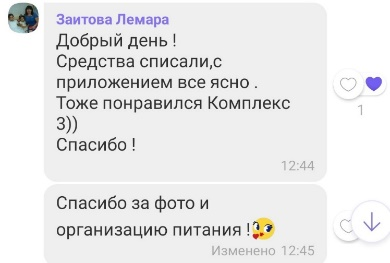 Заитова Лемара
Добрый день !
Средства списали,с
приложением все ясно .
Тоже понравился Комплекс
3))
Спасибо !
12:44
1
Спасибо за фото и
организацию питания !
Изменено 12:45